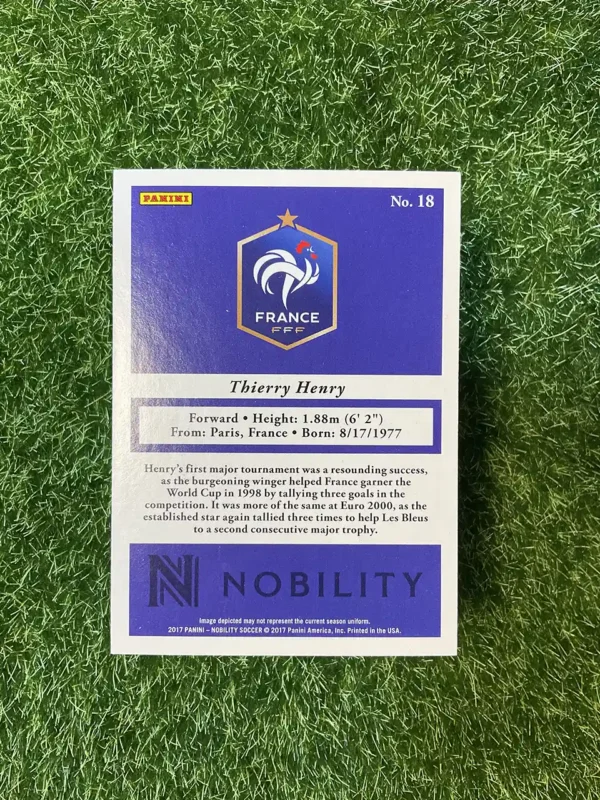 PANINI
No. 18
FRANCE
FFF
Thierry Henry
Forward • Height: 1.88m (6' 2")
From: Paris, France • Born: 8/17/1977
Henry's first major tournament was a resounding success,
as the burgeoning winger helped France garner the
World Cup in 1998 by tallying three goals in the
competition. It was more of the same at Euro 2000, as the
established star again tallied three times to help Les Bleus
to a second consecutive major trophy.
N NOBILITY
Image depicted may not represent the current season uniform.
2017 PANINI – NOBILITY SOCCER © 2017 Panini America, Inc. Printed in the USA.